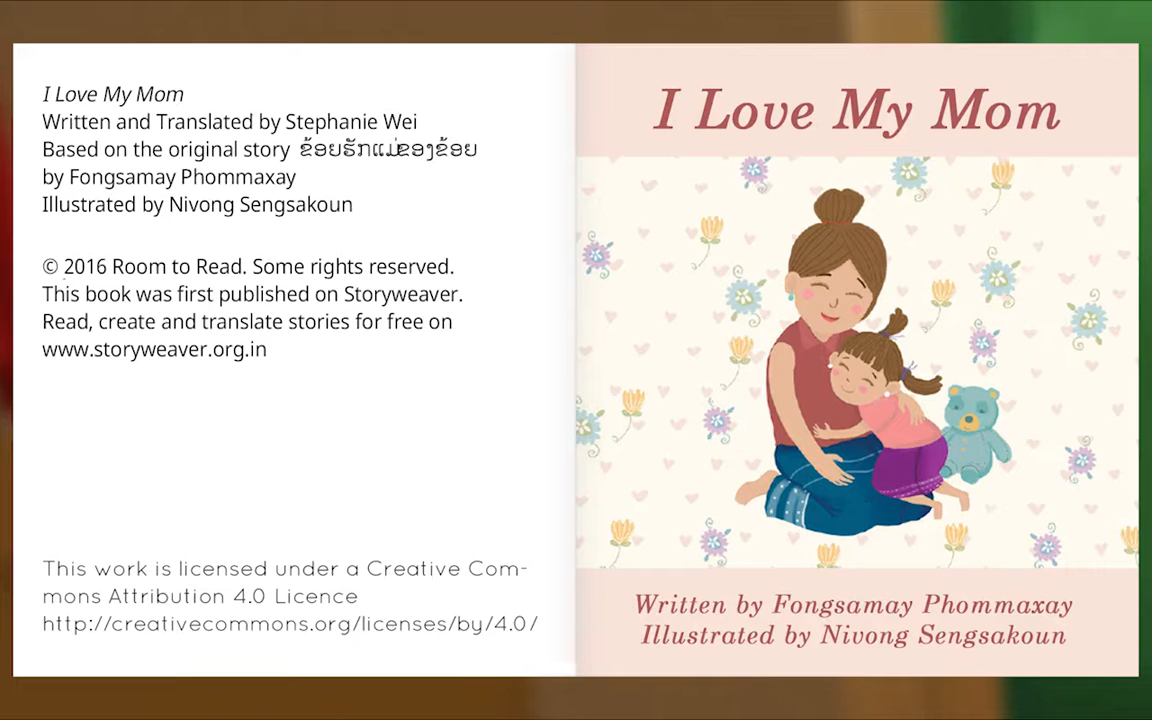 I Love My Mom
Written and Translated by Stephanie Wei
Based on the original story ຂ້ອຍຮັກແມ່ຂອງຂ້ອຍ
by Fongsamay Phommaxay
Illustrated by Nivong Sengsakoun
© 2016 Room to Read. Some rights reserved.
This book was first published on Storyweaver.
Read, create and translate stories for free on
www.storyweaver.org.in
This work is licensed under a Creative Com-
mons Attribution 4.0 Licence
http://creativecommons.org/licenses/by/4.0/
I Love My Mom
Written by Fongsamay Phommaxay
Illustrated by Nivong Sengsakoun